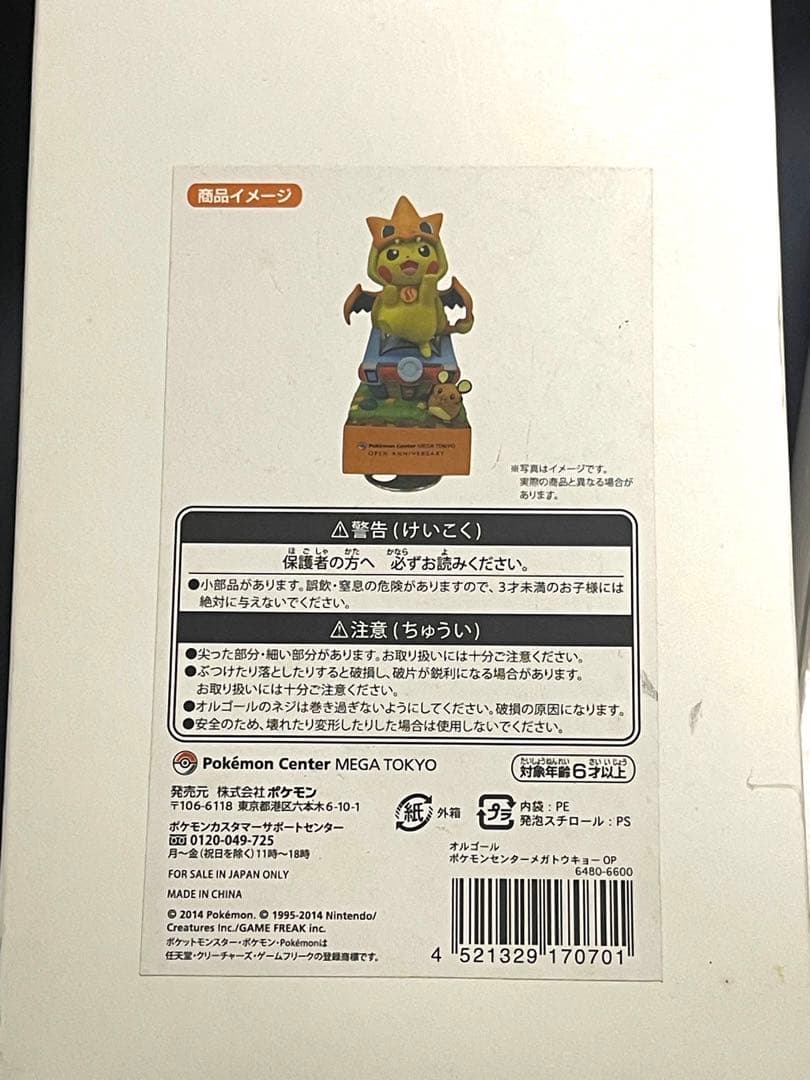 商品イメージ
Pokémon Center MEGA TOKYO
OPEN ANNIVERSARY
※写真はイメージです。
実際の商品と異なる場合が
あります。
⚠警告(けいこく)
保護者の方へ 必ずお読みください。
●小部品があります。誤飲・窒息の危険がありますので、3才未満のお子様には
絶対に与えないでください。
⚠注意(ちゅうい)
●尖った部分・細い部分があります。お取り扱いには十分ご注意ください。
●ぶつけたり落としたりすると破損し、破片が鋭利になる場合があります。
お取り扱いには十分ご注意ください。
●オルゴールのネジは巻き過ぎないようにしてください。破損の原因になります。
●安全のため、壊れたり変形したりした場合は使用しないでください。
Pokémon Center MEGA TOKYO
対象年齢6才以上
発売元 株式会社ポケモン
〒106-6118 東京都港区六本木6-10-1
紙 外箱
プラ 内袋:PE
発泡スチロール:PS
ポケモンカスタマーサポートセンター
0120-049-725
月〜金(祝日を除く)11時〜18時
FOR SALE IN JAPAN ONLY
MADE IN CHINA
© 2014 Pokémon. © 1995-2014 Nintendo/
Creatures Inc./GAME FREAK inc.
ポケットモンスター・ポケモン・Pokémonは
任天堂・クリーチャーズ・ゲームフリークの登録商標です。
オルゴール
ポケモンセンターメガトウキョー OP
6480-6600
4 521329 170701